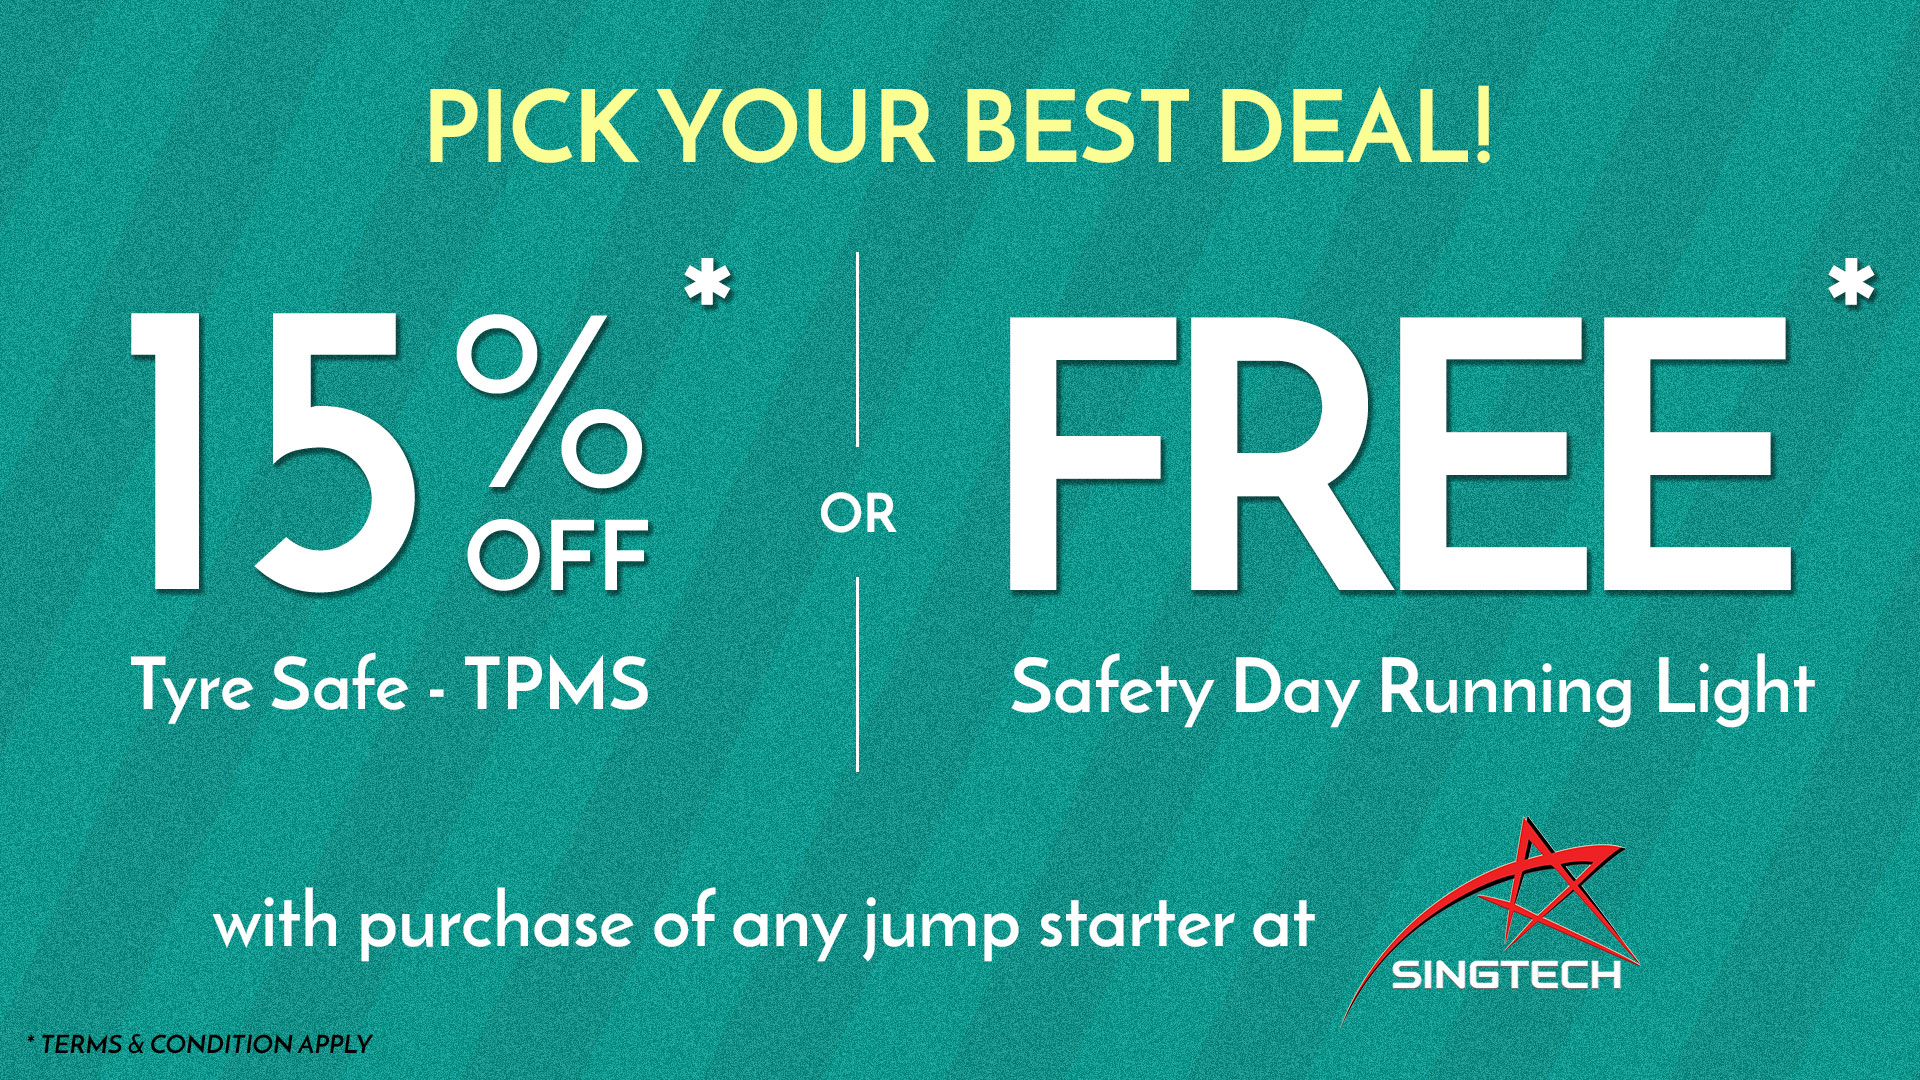 PICK YOUR BEST DEAL!
15% OFF*
Tyre Safe - TPMS
OR
FREE*
Safety Day Running Light
with purchase of any jump starter at
SINGTECH
* TERMS & CONDITION APPLY